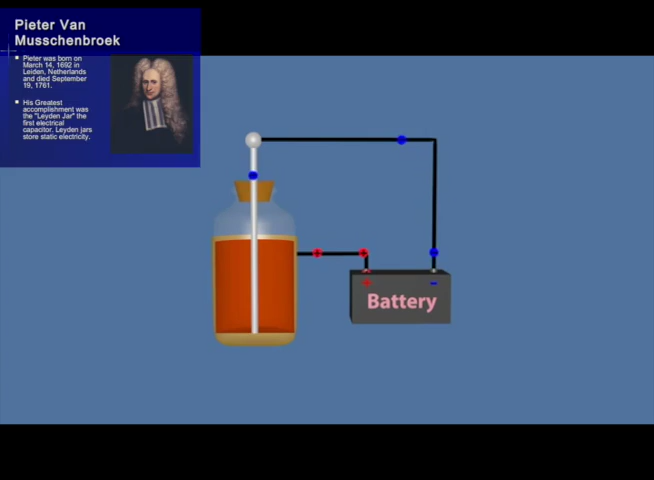 Pieter Van
Musschenbroek
Pieter was born on
March 14, 1692 in
Leiden, Netherlands
and died September
19, 1761.
His Greatest
accomplishment was
the "Leyden Jar" the
first electrical
capacitor. Leyden jars
store static electricity.
+ -
Battery